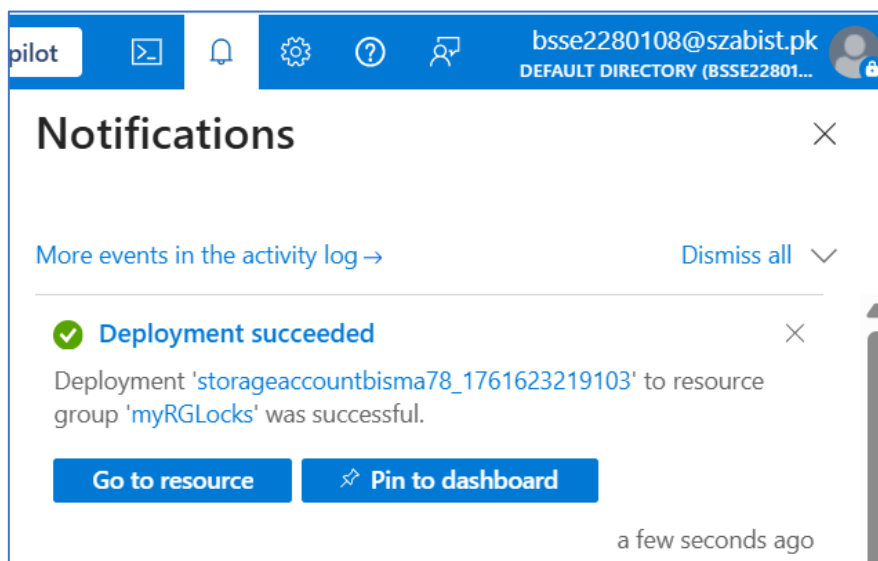 pilot
bsse2280108@szabist.pk
DEFAULT DIRECTORY (BSSE22801...
Notifications
More events in the activity log →
Dismiss all
Deployment succeeded
Deployment 'storageaccountbisma78_1761623219103' to resource
group 'myRGLocks' was successful.
Go to resource
Pin to dashboard
a few seconds ago